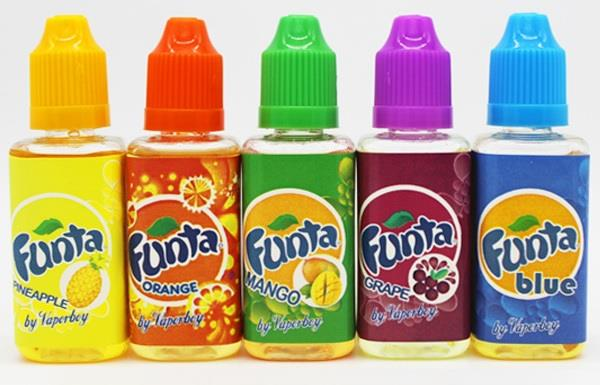 Funta
PINEAPPLE
by Vaperboy
Funta
ORANGE
by Vaperboy
Funta
MANGO
by Vaperboy
Funta
GRAPE
by Vaperboy
Funta
blue
by Vaperboy